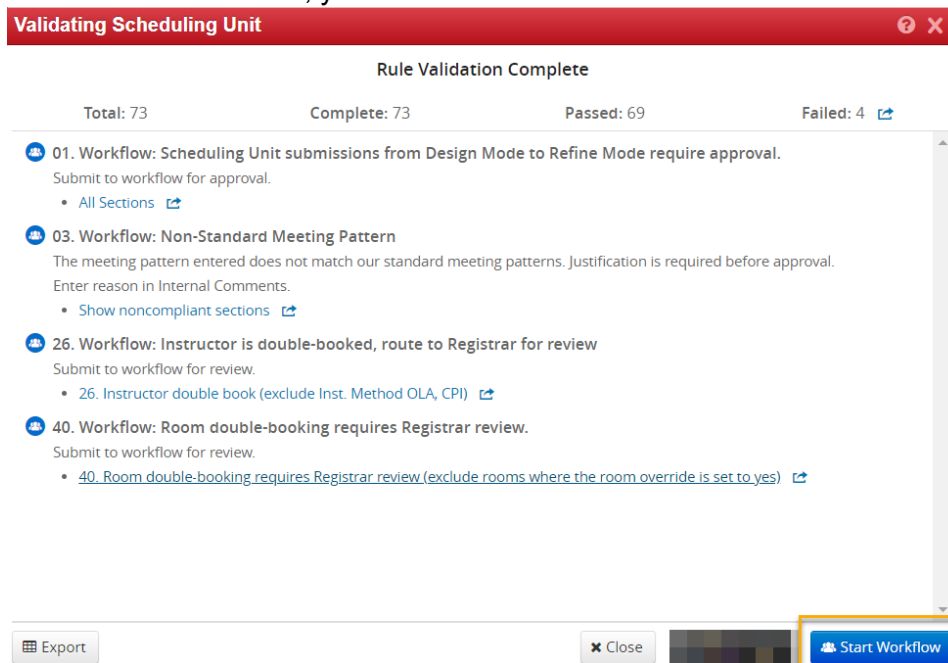 Validating Scheduling Unit
Rule Validation Complete
Total: 73 Complete: 73 Passed: 69 Failed: 4
01. Workflow: Scheduling Unit submissions from Design Mode to Refine Mode require approval.
Submit to workflow for approval.
• All Sections
03. Workflow: Non-Standard Meeting Pattern
The meeting pattern entered does not match our standard meeting patterns. Justification is required before approval.
Enter reason in Internal Comments.
• Show noncompliant sections
26. Workflow: Instructor is double-booked, route to Registrar for review
Submit to workflow for review.
• 26. Instructor double book (exclude Inst. Method OLA, CPI)
40. Workflow: Room double-booking requires Registrar review.
Submit to workflow for review.
• 40. Room double-booking requires Registrar review (exclude rooms where the room override is set to yes)
Export Close Start Workflow